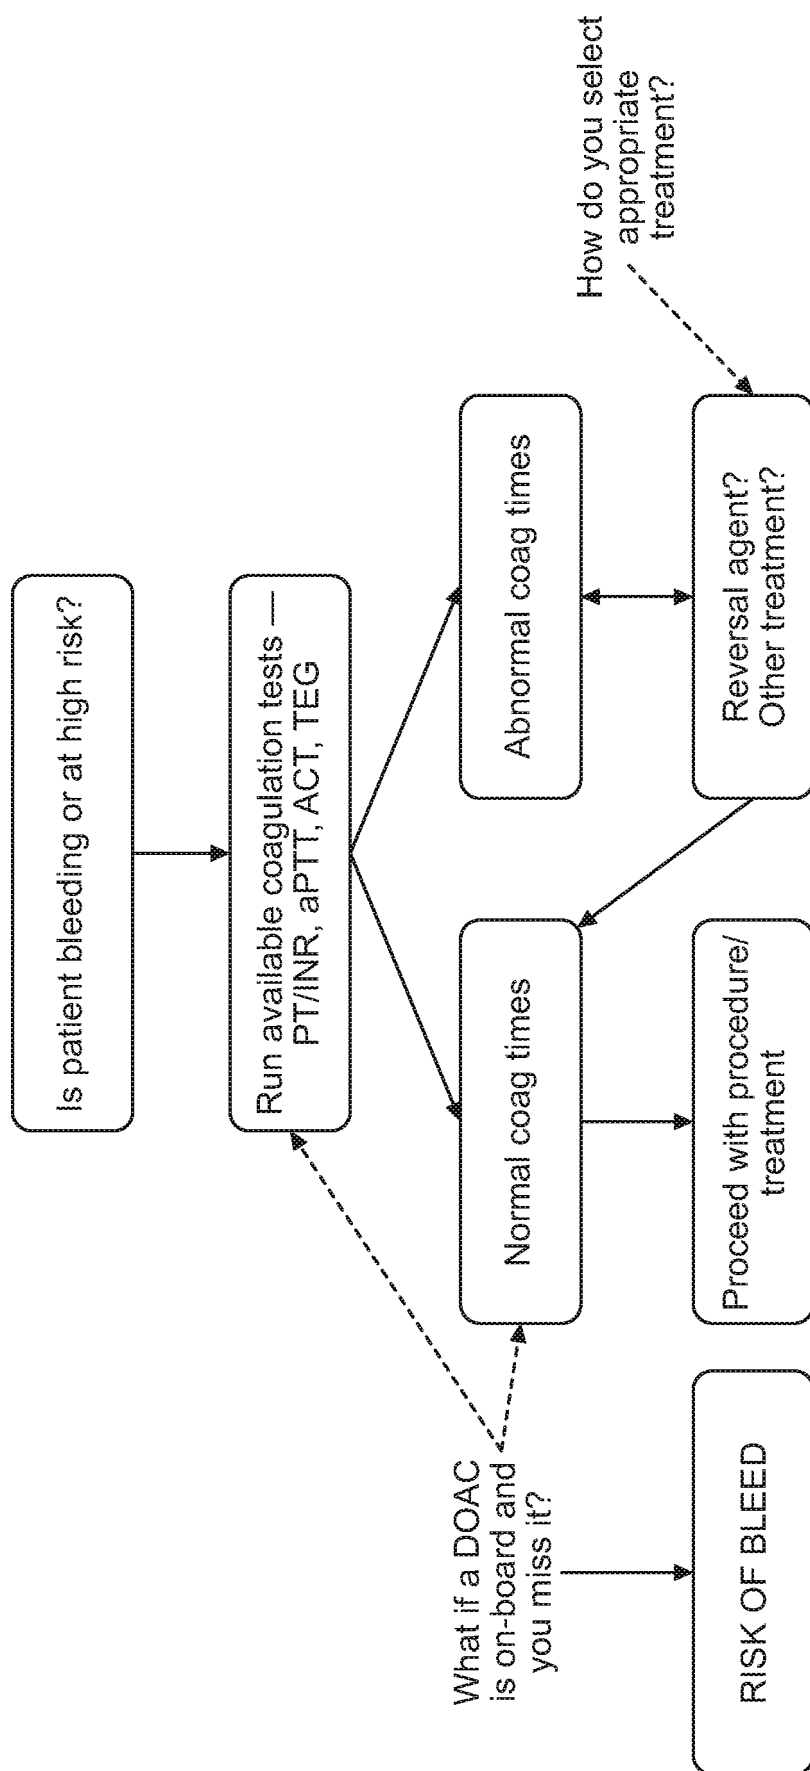 Is patient bleeding or at high risk?
Run available coagulation tests —
PT/INR, aPTT, ACT, TEG
What if a DOAC
is on-board and
you miss it?
Normal coag times
Abnormal coag times
How do you select
appropriate
treatment?
RISK OF BLEED
Proceed with procedure/
treatment
Reversal agent?
Other treatment?